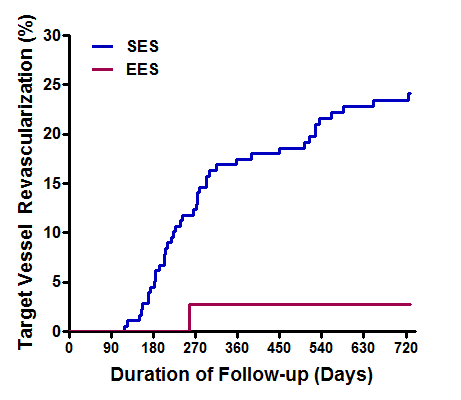 Target Vessel Revascularization (%)
30
25
20
15
10
5
0
SES
EES
0 90 180 270 360 450 540 630 720
Duration of Follow-up (Days)